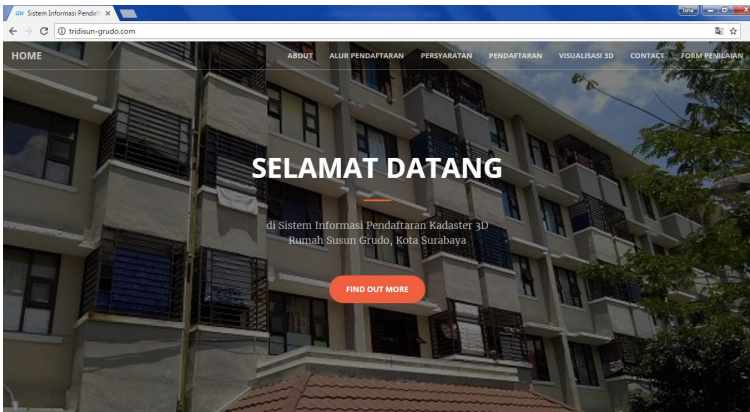 Sistem Informasi Pendaft
Isna
tridisun-grudo.com
HOME ABOUT ALUR PENDAFTARAN PERSYARATAN PENDAFTARAN VISUALISASI 3D CONTACT FORM PENILAIAN
SELAMAT DATANG
di Sistem Informasi Pendaftaran Kadaster 3D
Rumah Susun Grudo, Kota Surabaya
FIND OUT MORE